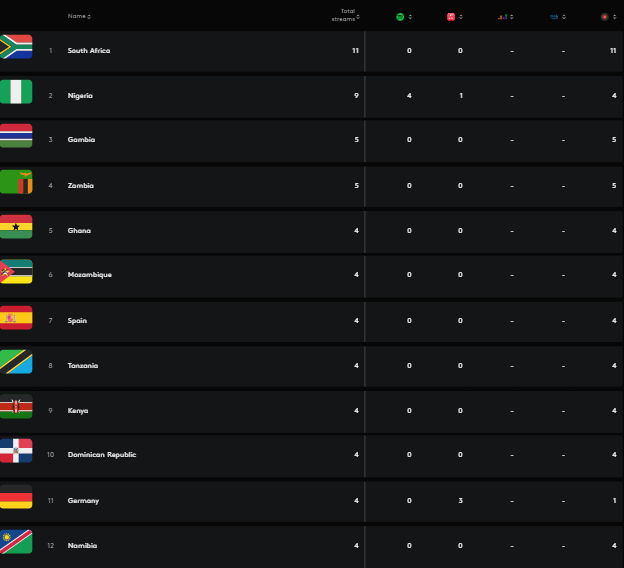 Name Total streams
1 South Africa 11 0 0 - - 11
2 Nigeria 9 4 1 - - 4
3 Gambia 5 0 0 - - 5
4 Zambia 5 0 0 - - 5
5 Ghana 4 0 0 - - 4
6 Mozambique 4 0 0 - - 4
7 Spain 4 0 0 - - 4
8 Tanzania 4 0 0 - - 4
9 Kenya 4 0 0 - - 4
10 Dominican Republic 4 0 0 - - 4
11 Germany 4 0 3 - - 1
12 Namibia 4 0 0 - - 4